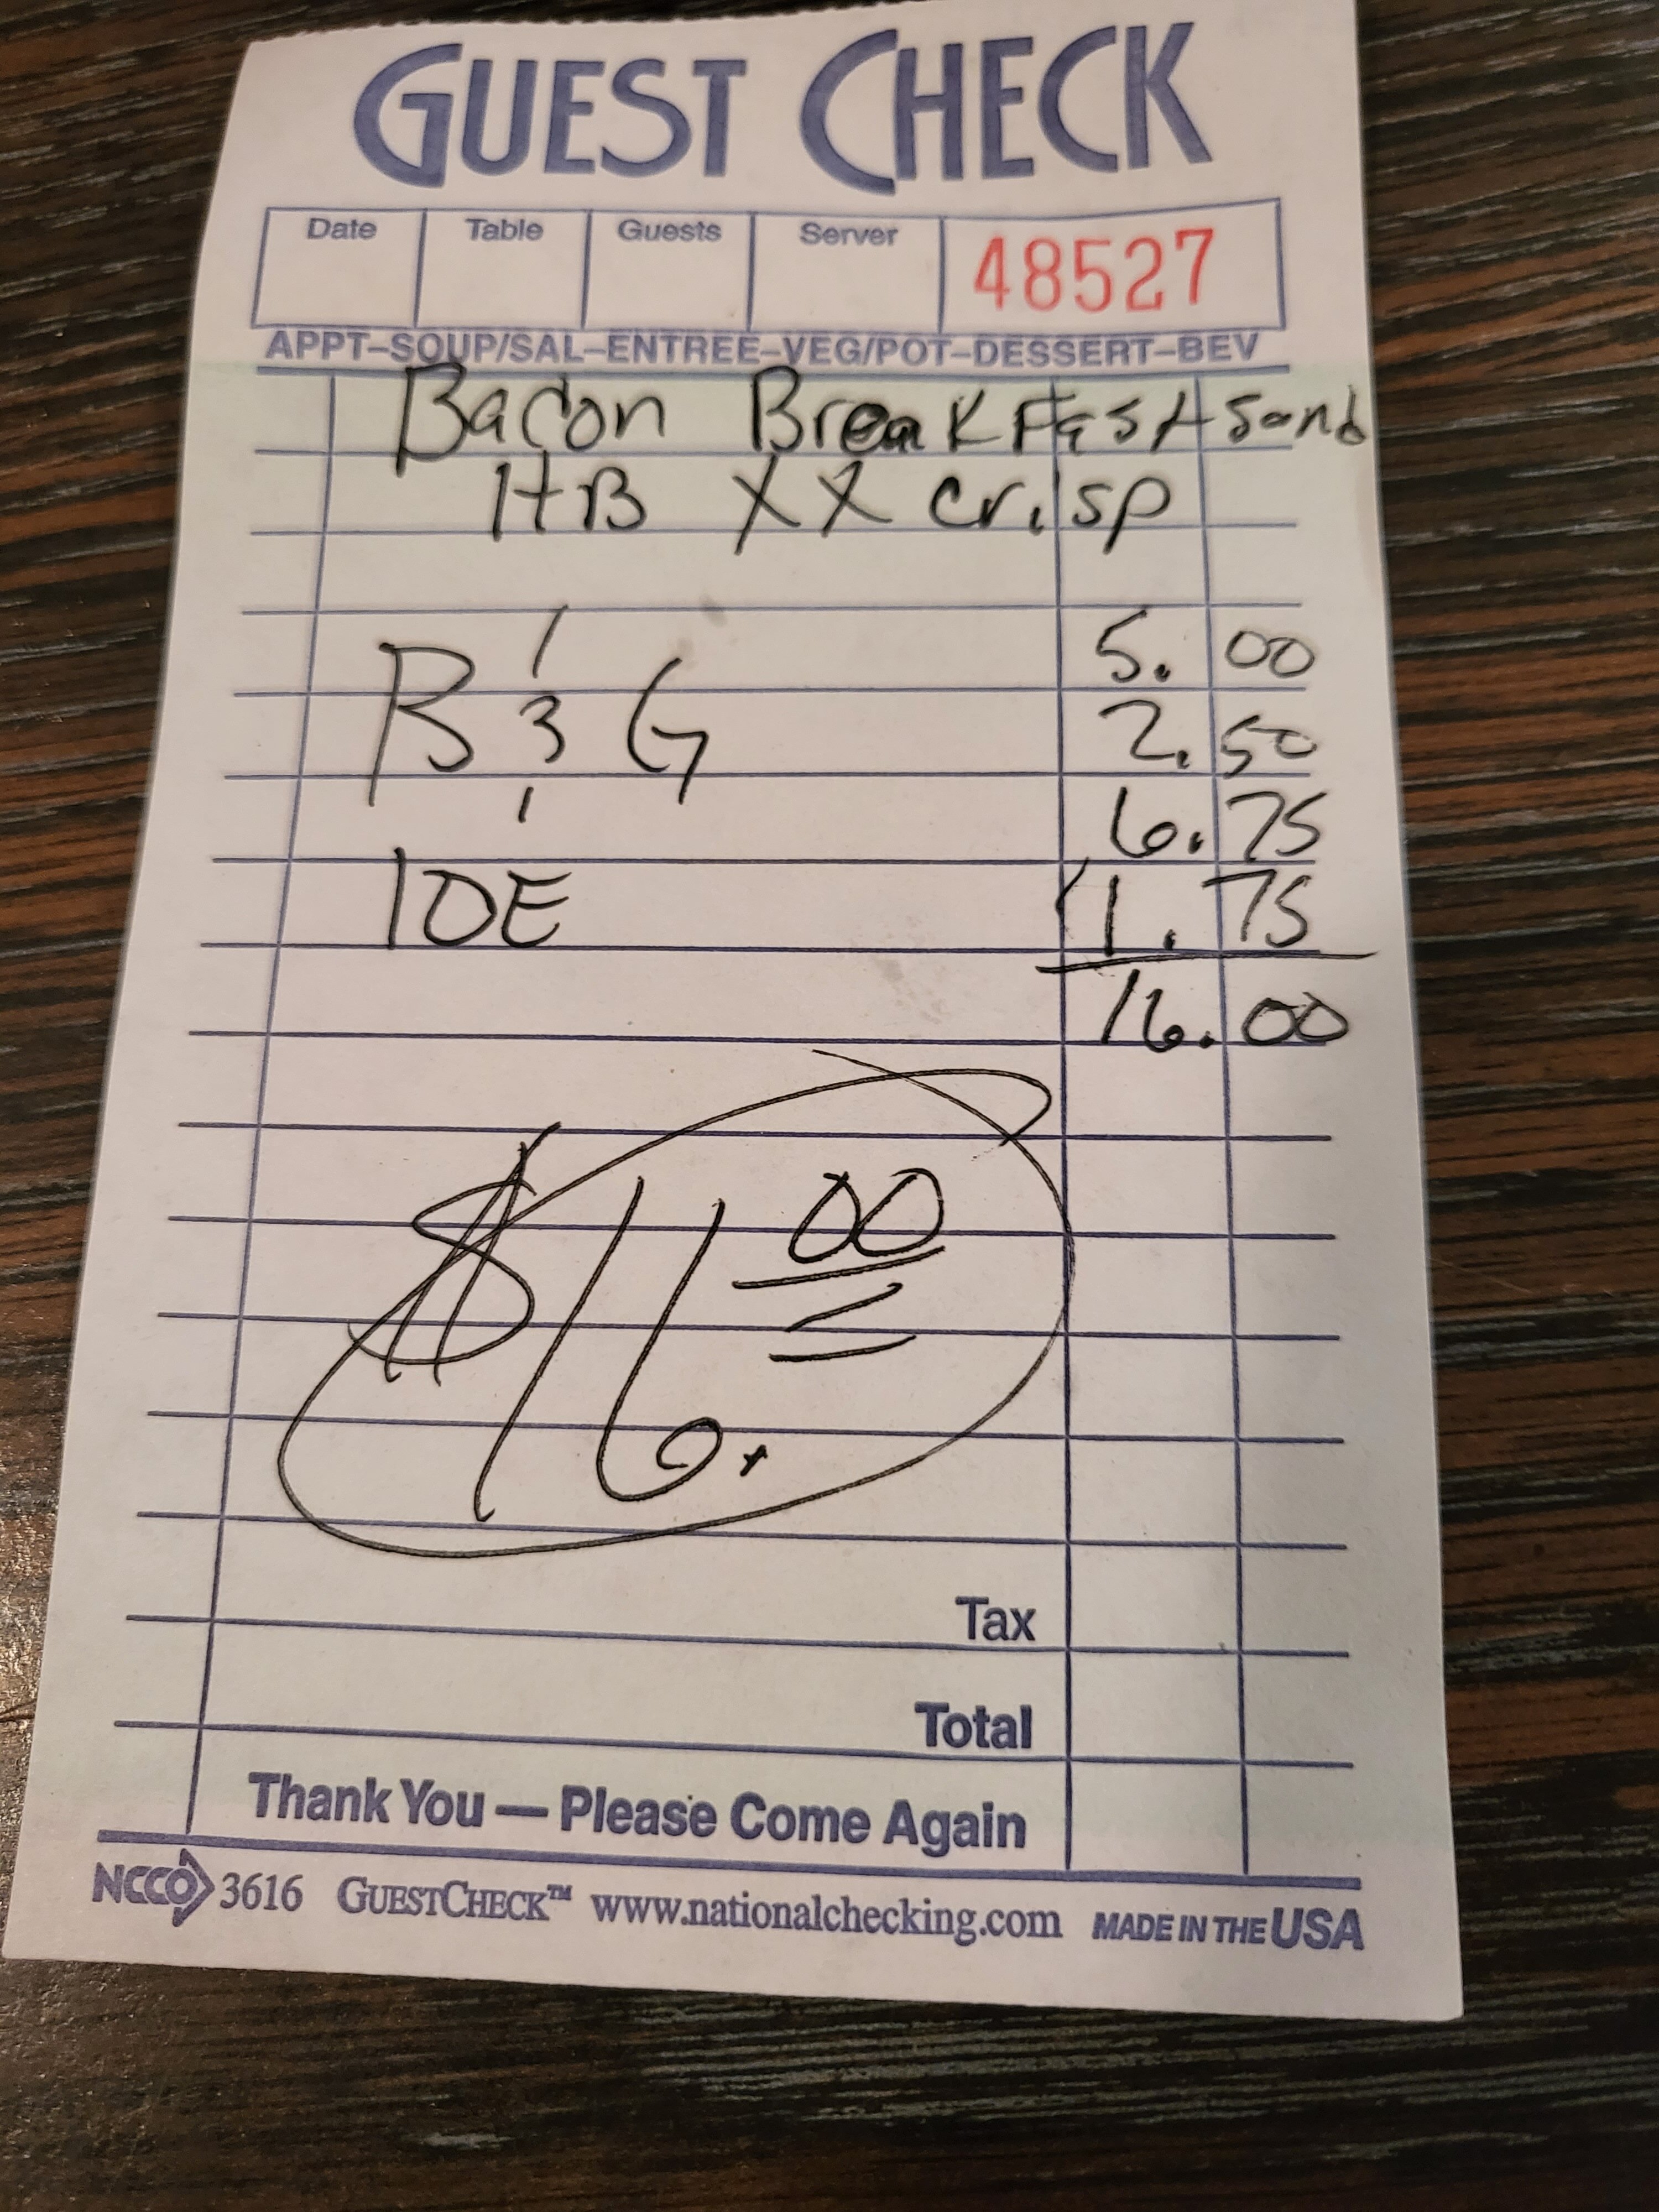 GUEST CHECK
Date Table Guests Server 48527
APPT–SOUP/SAL–ENTREE–VEG/POT–DESSERT–BEV
Bacon BreakFast Sand
HB XX crisp
5.00
B & G 2.50
6.75
1OE 1.75
16.00
$16.00
Tax
Total
Thank You — Please Come Again
NCCO 3616 GUESTCHECK™ www.nationalchecking.com MADE IN THE USA